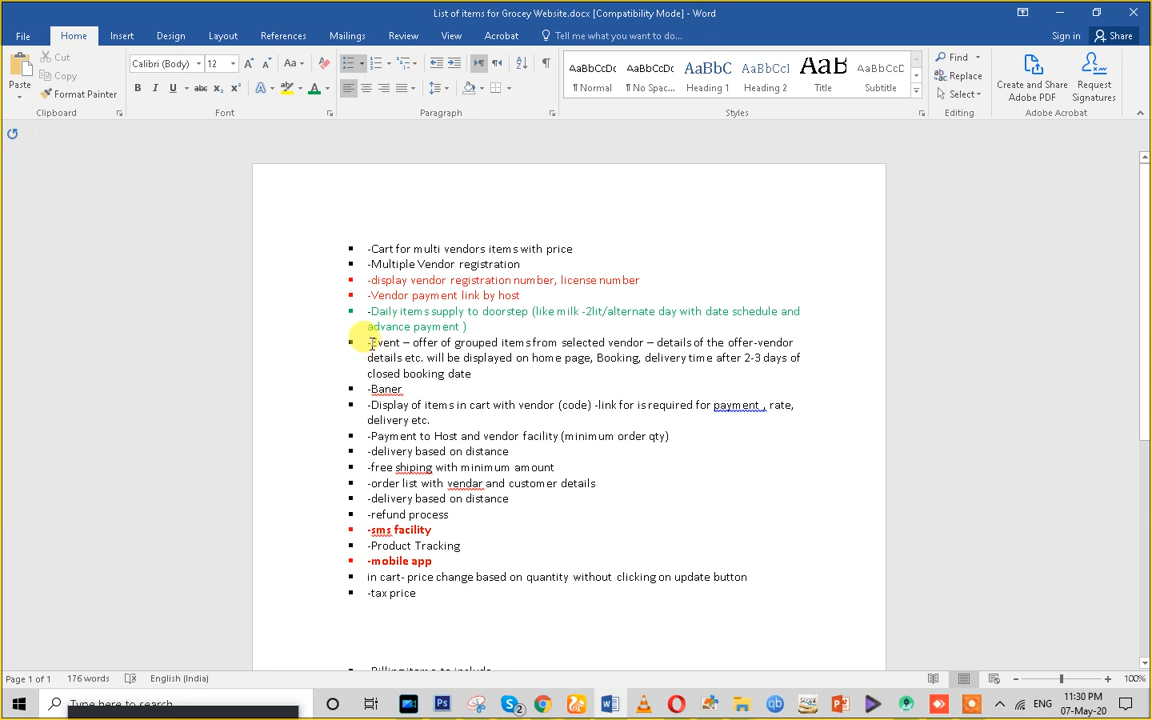 List of items for Grocey Website.docx [Compatibility Mode] - Word
File Home Insert Design Layout References Mailings Review View Acrobat Tell me what you want to do... Sign in Share
Paste Cut Copy Format Painter
Calibri (Body) 12
¶ Normal ¶ No Spac... Heading 1 Heading 2 Title Subtitle
Find Replace Select
Create and Share Adobe PDF Request Signatures
Clipboard Font Paragraph Styles Editing Adobe Acrobat
-Cart for multi vendors items with price
-Multiple Vendor registration
-display vendor registration number, license number
-Vendor payment link by host
-Daily items supply to doorstep (like milk -2lit/alternate day with date schedule and
advance payment )
-Event – offer of grouped items from selected vendor – details of the offer-vendor
details etc. will be displayed on home page, Booking, delivery time after 2-3 days of
closed booking date
-Baner
-Display of items in cart with vendor (code) -link for is required for payment , rate,
delivery etc.
-Payment to Host and vendor facility (minimum order qty)
-delivery based on distance
-free shiping with minimum amount
-order list with vendar and customer details
-delivery based on distance
-refund process
-sms facility
-Product Tracking
-mobile app
in cart- price change based on quantity without clicking on update button
-tax price
Page 1 of 1 176 words English (India) 100%
Type here to search
ENG 11:30 PM
07-May-20